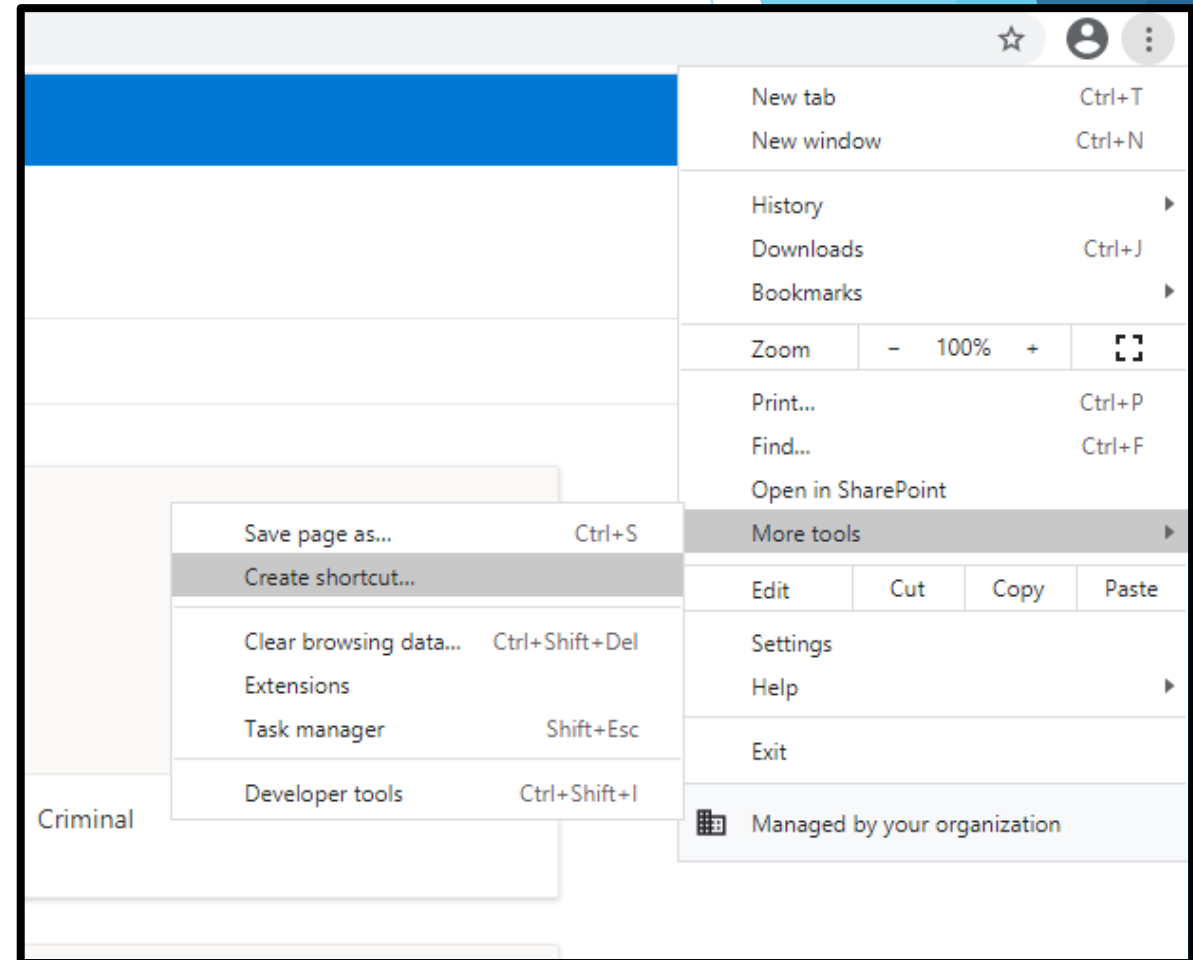 New tab Ctrl+T
New window Ctrl+N
History
Downloads Ctrl+J
Bookmarks
Zoom - 100% +
Print... Ctrl+P
Find... Ctrl+F
Open in SharePoint
More tools
Edit Cut Copy Paste
Settings
Help
Exit
Managed by your organization
Save page as... Ctrl+S
Create shortcut...
Clear browsing data... Ctrl+Shift+Del
Extensions
Task manager Shift+Esc
Developer tools Ctrl+Shift+I
Criminal